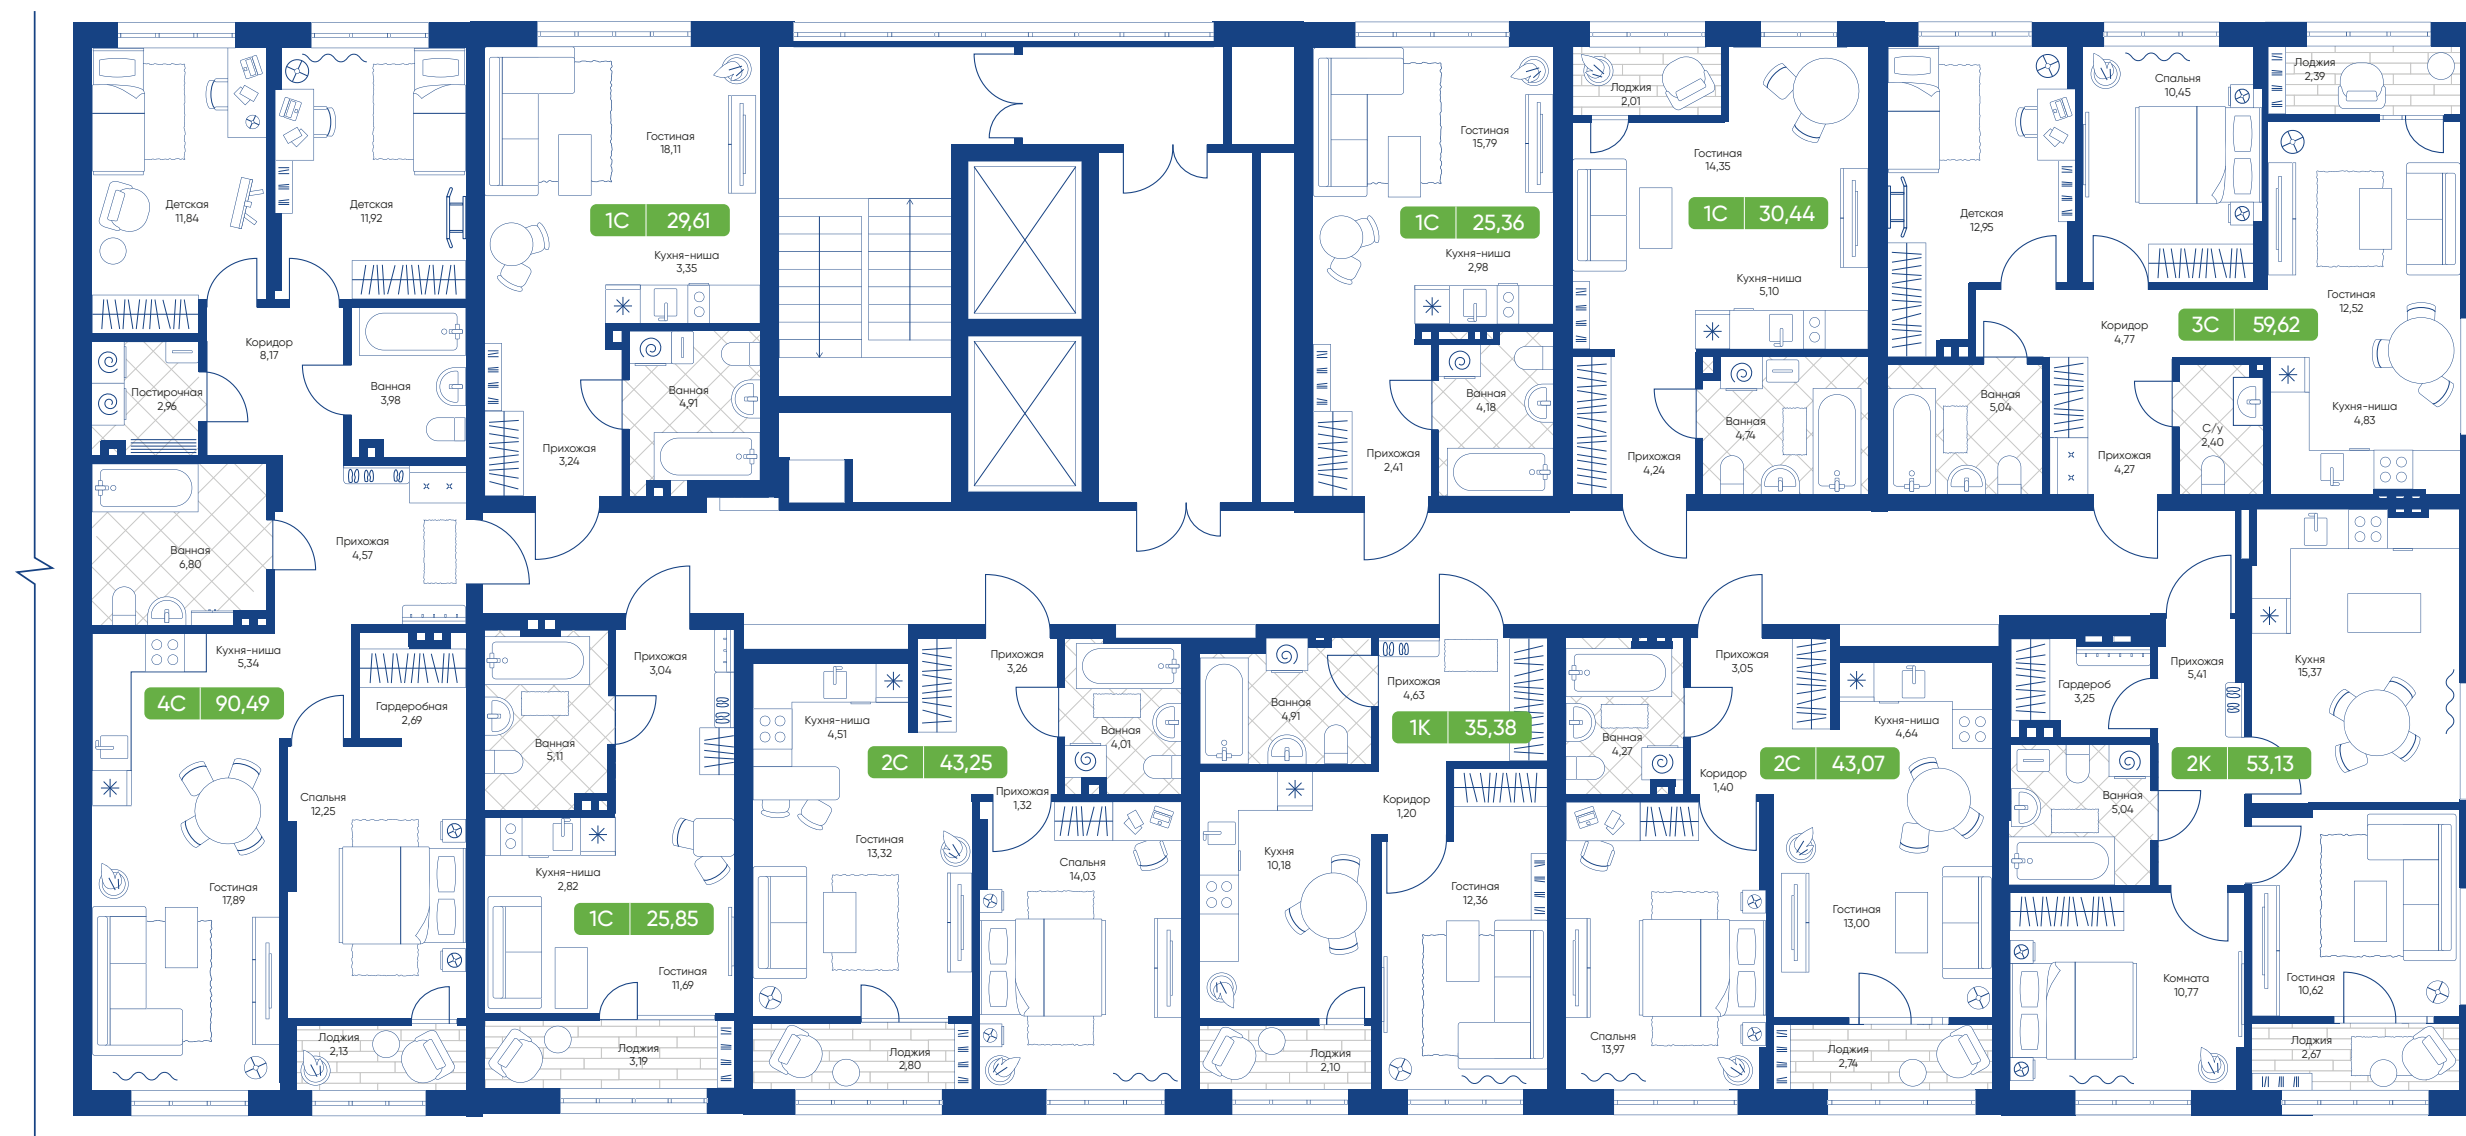 Детская
11,84
Детская
11,92
Коридор
8,17
Постирочная
2,96
Ванная
3,98
Ванная
6,80
Прихожая
4,57
Кухня-ниша
5,34
4С 90,49
Гардеробная
2,69
Спальня
12,25
Гостиная
17,89
Лоджия
2,13
Гостиная
18,11
1С 29,61
Кухня-ниша
3,35
Ванная
4,91
Прихожая
3,24
Гостиная
15,79
1С 25,36
Кухня-ниша
2,98
Ванная
4,18
Прихожая
2,41
Лоджия
2,01
Гостиная
14,35
1С 30,44
Кухня-ниша
5,10
Ванная
4,74
Прихожая
4,24
Детская
12,95
Спальня
10,45
Лоджия
2,39
Гостиная
12,52
3С 59,62
Коридор
4,77
Ванная
5,04
Прихожая
4,27
С/у
2,40
Кухня-ниша
4,83
Прихожая
3,04
Ванная
5,11
Кухня-ниша
2,82
1С 25,85
Гостиная
11,69
Лоджия
3,19
Прихожая
3,26
Кухня-ниша
4,51
Ванная
4,01
2С 43,25
Прихожая
1,32
Гостиная
13,32
Спальня
14,03
Лоджия
2,80
Прихожая
4,63
Ванная
4,91
1К 35,38
Коридор
1,20
Кухня
10,18
Гостиная
12,36
Лоджия
2,10
Прихожая
3,05
Кухня-ниша
4,64
Ванная
4,27
2С 43,07
Коридор
1,40
Гостиная
13,00
Спальня
13,97
Лоджия
2,74
Прихожая
5,41
Кухня
15,37
Гардероб
3,25
2К 53,13
Ванная
5,04
Комната
10,77
Гостиная
10,62
Лоджия
2,67